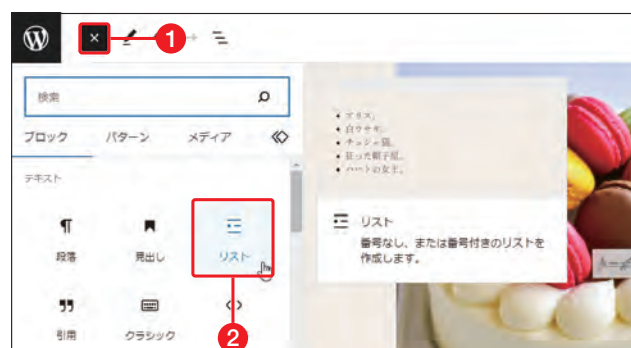 1
検索
ブロック パターン メディア
テキスト
段落 見出し リスト
引用 クラシック
2
アリス。
白ウサギ。
チェシャ猫。
狂った帽子屋。
ハートの女王。
リスト
番号なし、または番号付きのリストを
作成します。